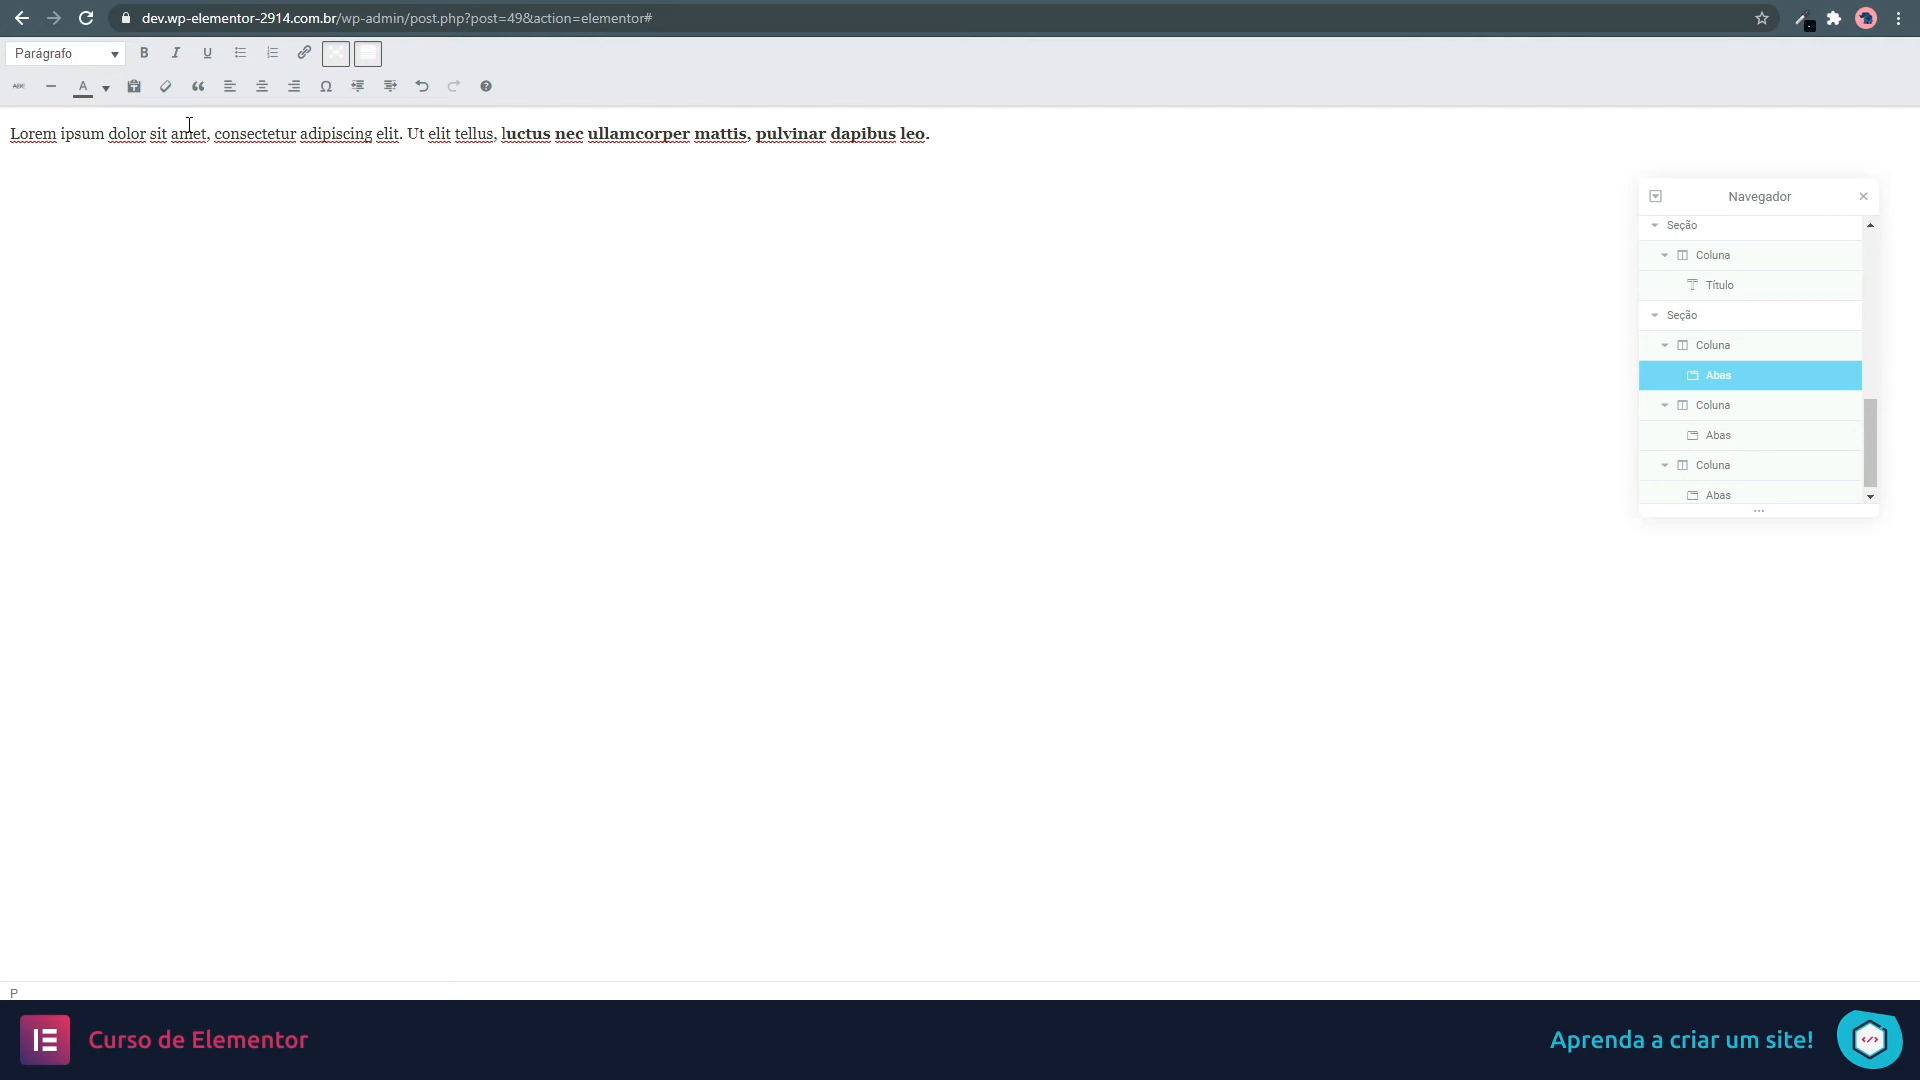 dev.wp-elementor-2914.com.br/wp-admin/post.php?post=49&action=elementor#
Parágrafo B I U
ABC A Ω
Lorem ipsum dolor sit amet, consectetur adipiscing elit. Ut elit tellus, luctus nec ullamcorper mattis, pulvinar dapibus leo.
Navegador
Seção
Coluna
Título
Seção
Coluna
Abas
Coluna
Abas
Coluna
Abas
P
Curso de Elementor
Aprenda a criar um site!